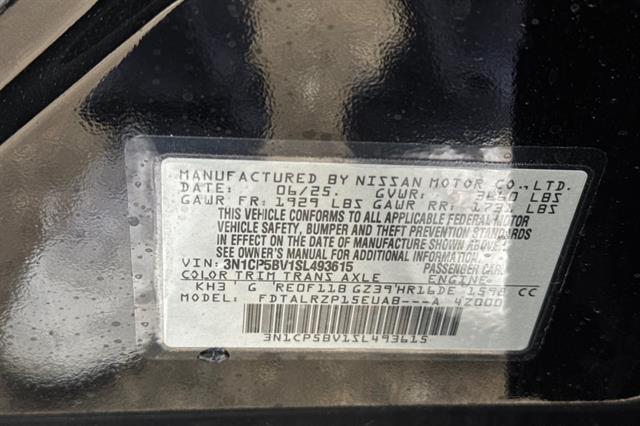 MANUFACTURED BY NISSAN MOTOR CO., LTD.
DATE: 06/25. GVWR: LBS
GAWR FR: 1929 LBS GAWR RR: LBS
THIS VEHICLE CONFORMS TO ALL APPLICABLE FEDERAL MOTOR
VEHICLE SAFETY, BUMPER AND THEFT PREVENTION STANDARDS
IN EFFECT ON THE DATE OF MANUFACTURE SHOWN ABOVE.
SEE OWNER'S MANUAL FOR ADDITIONAL INFORMATION.
VIN: 3N1CP5BV1SL493615 PASSENGER CAR
COLOR TRIM TRANS AXLE ENGINE
KH3 G RE0F11B GZ39 HR16DE 1598 CC
MODEL: FDTALRZP15EUAB---A 4Z000
3N1CP5BV1SL493615